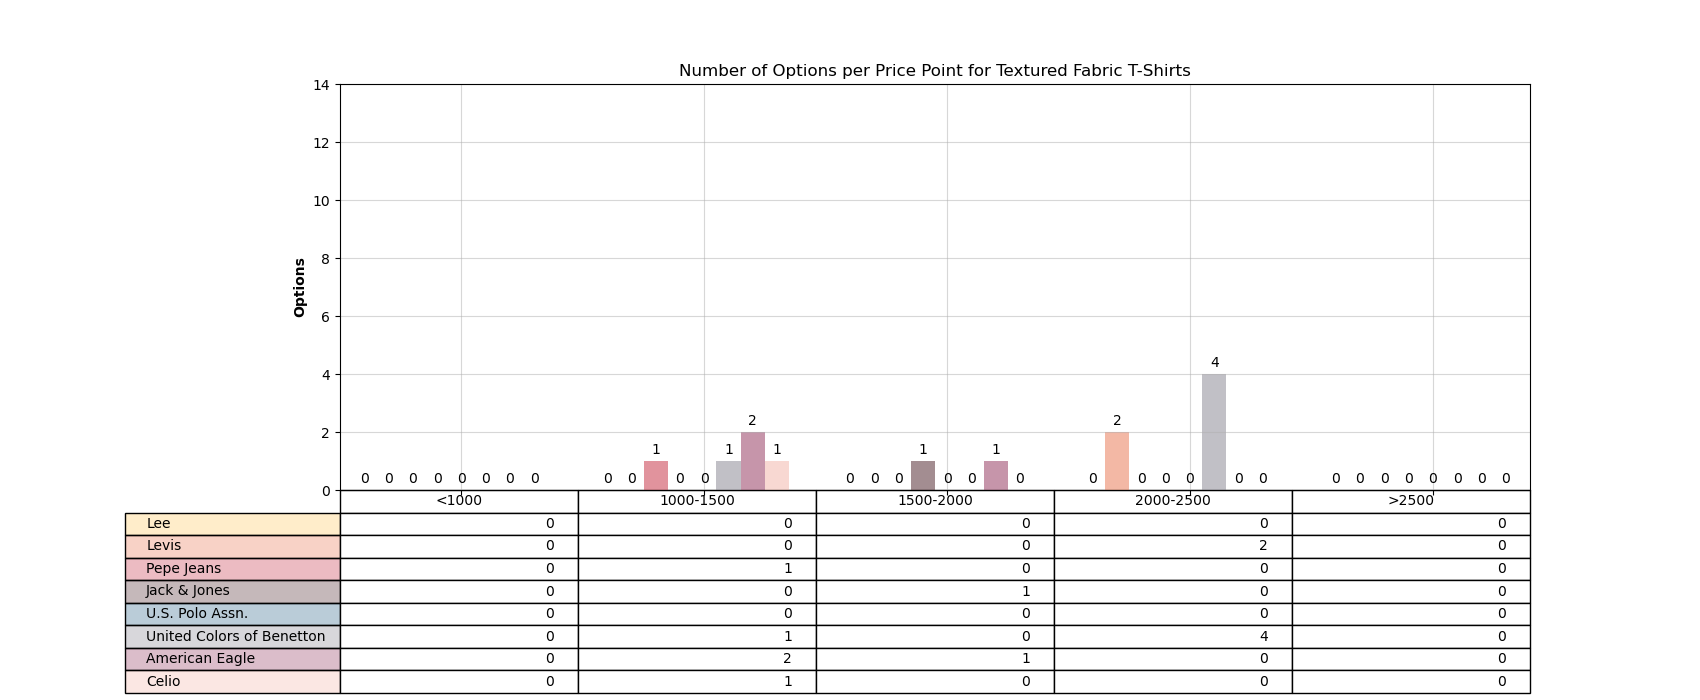 Number of Options per Price Point for Textured Fabric T-Shirts
14
12
10
8
6
4
2
0
Options
4
2 2
1 1 1 1 1
0 0 0 0 0 0 0 0 0 0 0 0 0 0 0 0 0 0 0 0 0 0 0 0 0 0 0 0 0 0 0 0
<1000 1000-1500 1500-2000 2000-2500 >2500
Lee 0 0 0 0 0
Levis 0 0 0 2 0
Pepe Jeans 0 1 0 0 0
Jack & Jones 0 0 1 0 0
U.S. Polo Assn. 0 0 0 0 0
United Colors of Benetton 0 1 0 4 0
American Eagle 0 2 1 0 0
Celio 0 1 0 0 0